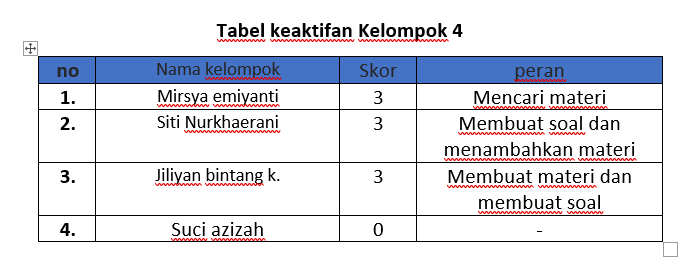 Tabel keaktifan Kelompok 4
no Nama kelompok Skor peran
1. Mirsya emiyanti 3 Mencari materi
2. Siti Nurkhaerani 3 Membuat soal dan
menambahkan materi
3. Jiliyan bintang k. 3 Membuat materi dan
membuat soal
4. Suci azizah 0 -